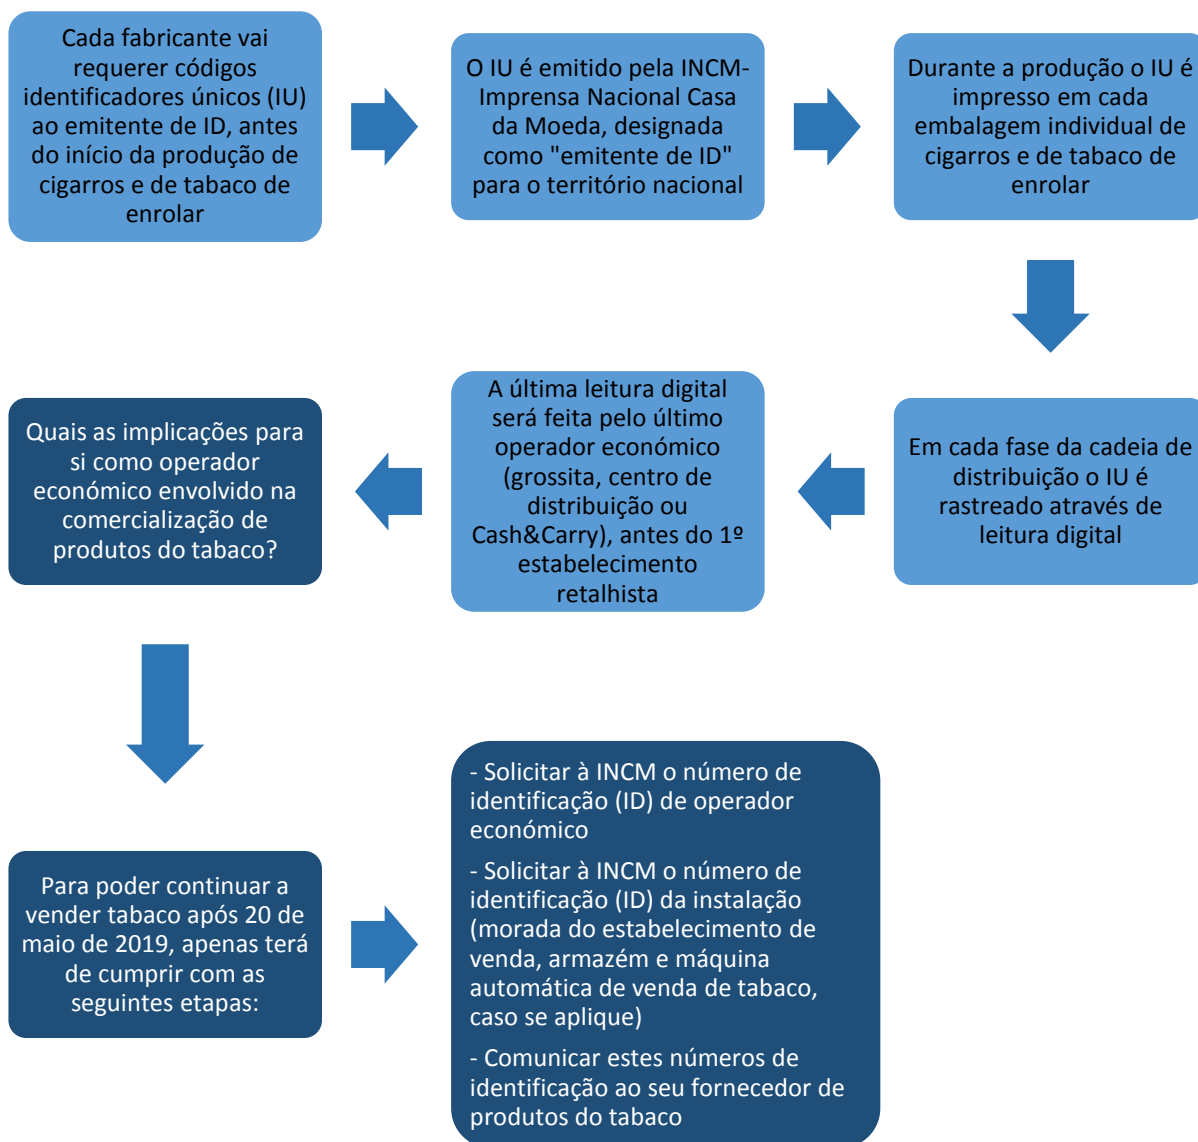 Cada fabricante vai
requerer códigos
identificadores únicos (IU)
ao emitente de ID, antes
do início da produção de
cigarros e de tabaco de
enrolar
O IU é emitido pela INCM-
Imprensa Nacional Casa
da Moeda, designada
como "emitente de ID"
para o território nacional
Durante a produção o IU é
impresso em cada
embalagem individual de
cigarros e de tabaco de
enrolar
Em cada fase da cadeia de
distribuição o IU é
rastreado através de
leitura digital
A última leitura digital
será feita pelo último
operador económico
(grossita, centro de
distribuição ou
Cash&Carry), antes do 1º
estabelecimento
retalhista
Quais as implicações para
si como operador
económico envolvido na
comercialização de
produtos do tabaco?
Para poder continuar a
vender tabaco após 20 de
maio de 2019, apenas terá
de cumprir com as
seguintes etapas:
- Solicitar à INCM o número de
identificação (ID) de operador
económico
- Solicitar à INCM o número de
identificação (ID) da instalação
(morada do estabelecimento de
venda, armazém e máquina
automática de venda de tabaco,
caso se aplique)
- Comunicar estes números de
identificação ao seu fornecedor de
produtos do tabaco